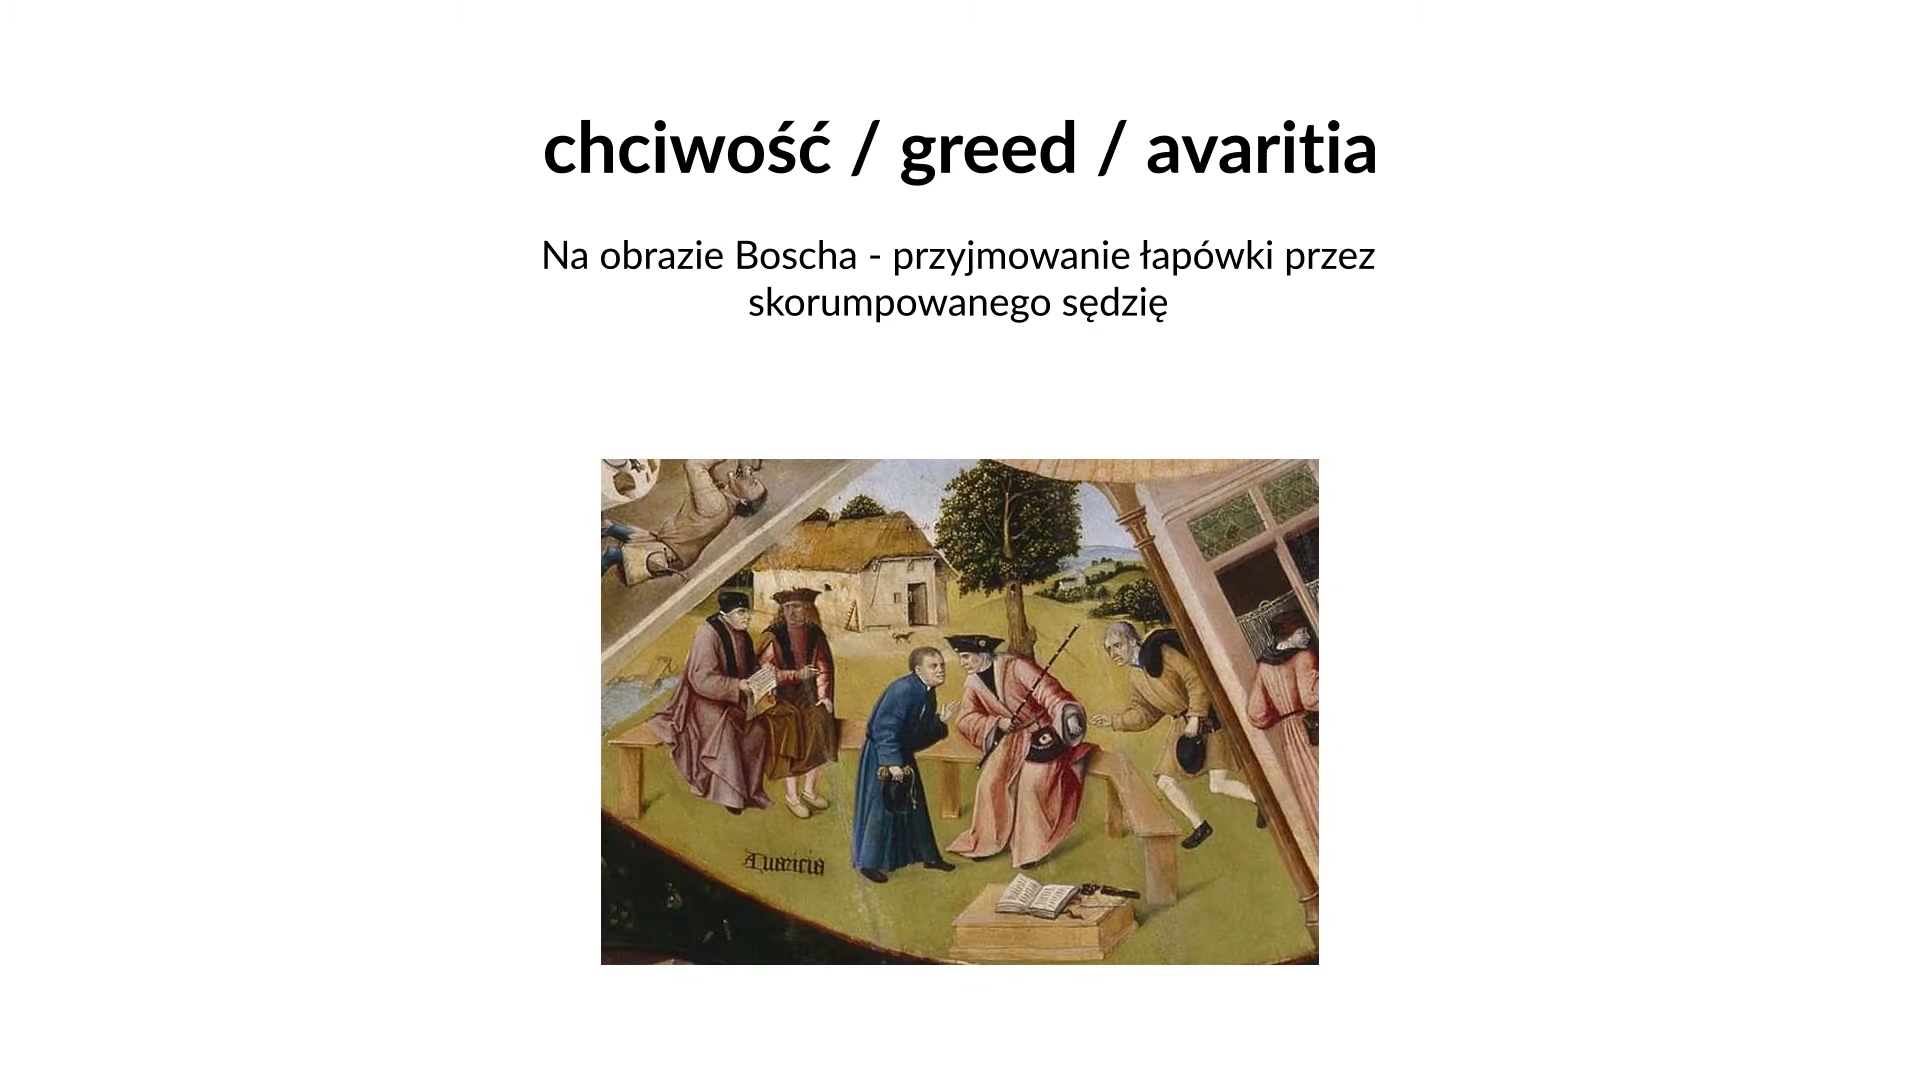 chciwość / greed / avaritia
Na obrazie Boscha - przyjmowanie łapówki przez
skorumpowanego sędzię
Auaricia